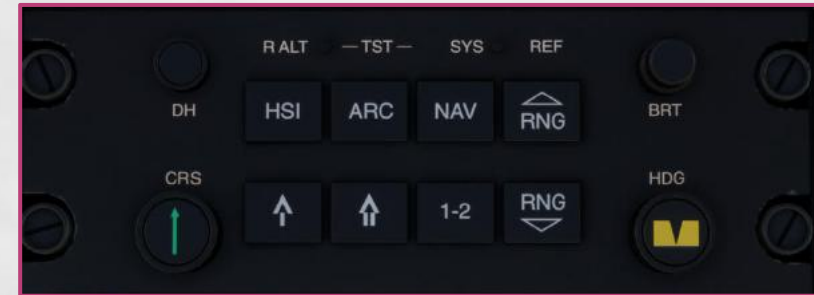 R ALT — TST — SYS REF
DH HSI ARC NAV RNG BRT
CRS HDG
1-2 RNG